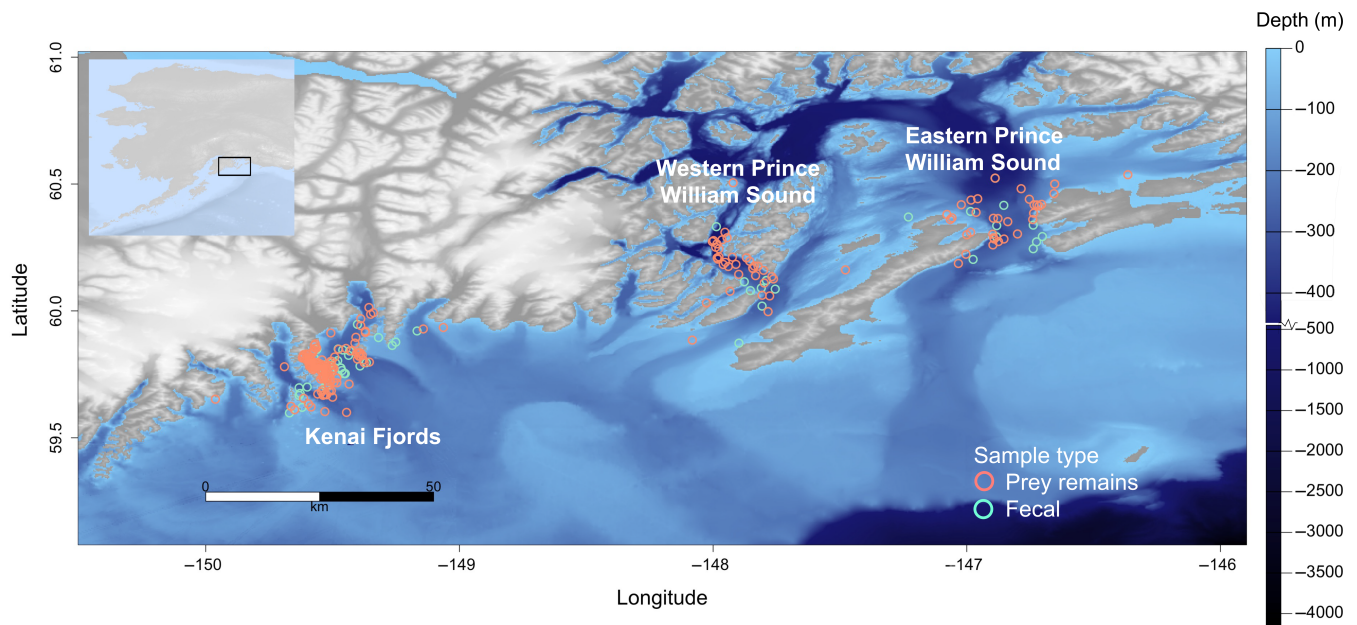 Depth (m)
61.0
60.5
60.0
59.5
Latitude
Eastern Prince
William Sound
Western Prince
William Sound
Kenai Fjords
0
50
km
Sample type
Prey remains
Fecal
−150
−149
−148
−147
−146
Longitude
0
−100
−200
−300
−400
−500
−1000
−1500
−2000
−2500
−3000
−3500
−4000